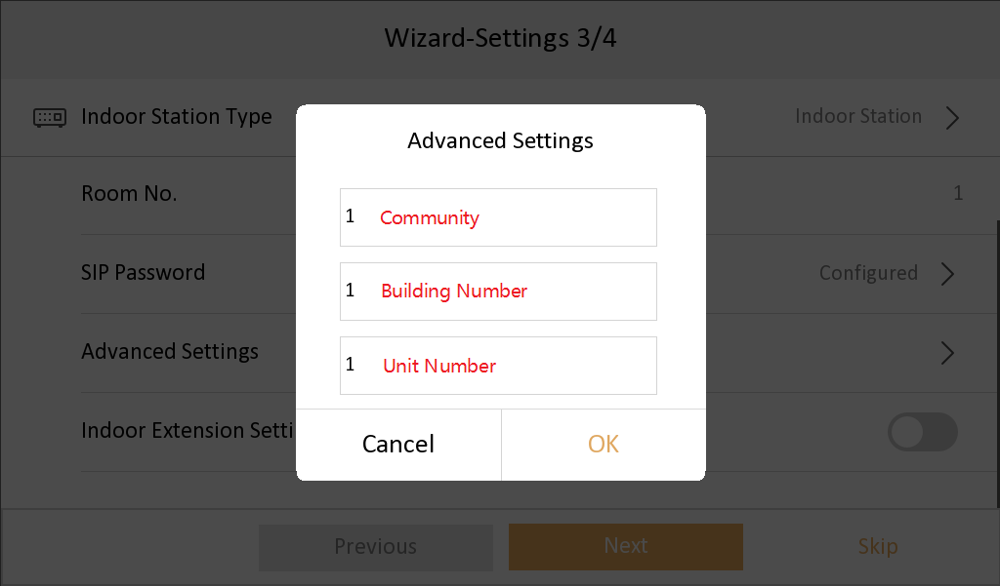 Wizard-Settings 3/4
Indoor Station Type
Indoor Station
Room No.
1
SIP Password
Configured
Advanced Settings
Indoor Extension Setti
Advanced Settings
1 Community
1 Building Number
1 Unit Number
Cancel
OK
Previous
Next
Skip